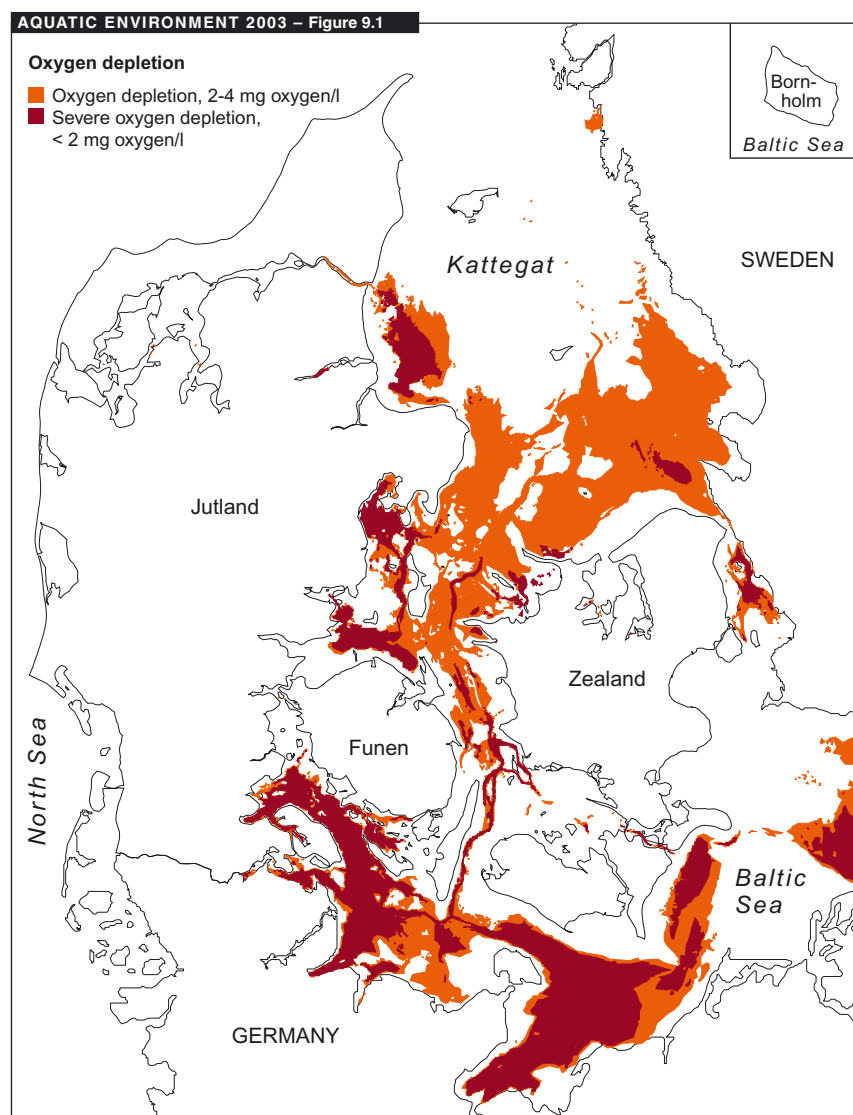 AQUATIC ENVIRONMENT 2003 – Figure 9.1
Oxygen depletion
Oxygen depletion, 2-4 mg oxygen/l
Severe oxygen depletion,
< 2 mg oxygen/l
Born-
holm
Baltic Sea
Kattegat
SWEDEN
Jutland
Zealand
Funen
North Sea
Baltic
Sea
GERMANY